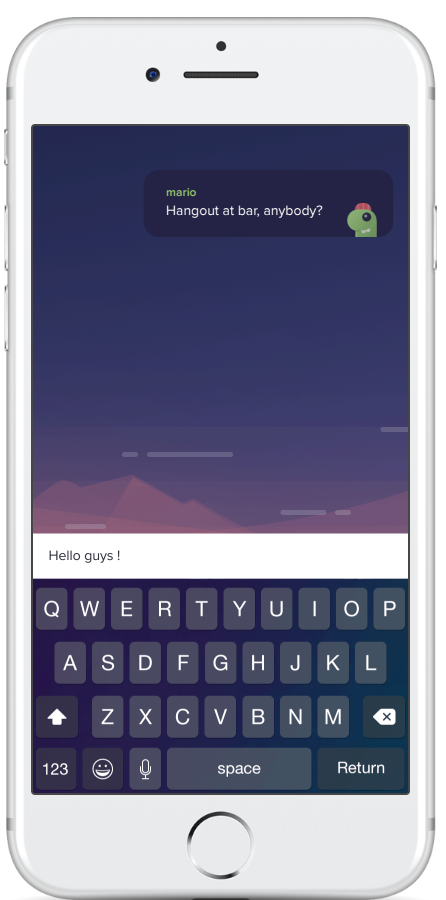 mario
Hangout at bar, anybody?
Hello guys !
Q W E R T Y U I O P
A S D F G H J K L
Z X C V B N M
123 space Return